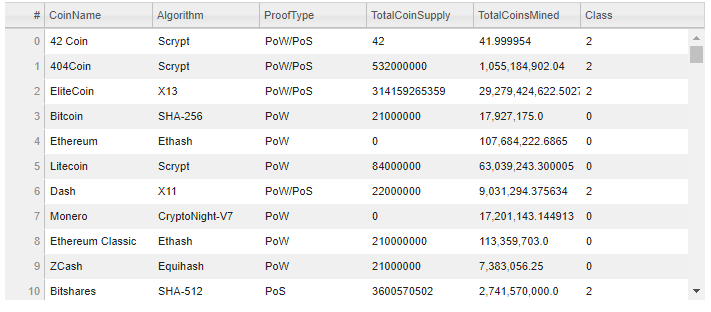 # CoinName Algorithm ProofType TotalCoinSupply TotalCoinsMined Class
0 42 Coin Scrypt PoW/PoS 42 41.999954 2
1 404Coin Scrypt PoW/PoS 532000000 1,055,184,902.04 2
2 EliteCoin X13 PoW/PoS 314159265359 29,279,424,622.5027 2
3 Bitcoin SHA-256 PoW 21000000 17,927,175.0 0
4 Ethereum Ethash PoW 0 107,684,222.6865 0
5 Litecoin Scrypt PoW 84000000 63,039,243.300005 0
6 Dash X11 PoW/PoS 22000000 9,031,294.375634 2
7 Monero CryptoNight-V7 PoW 0 17,201,143.144913 0
8 Ethereum Classic Ethash PoW 210000000 113,359,703.0 0
9 ZCash Equihash PoW 21000000 7,383,056.25 0
10 Bitshares SHA-512 PoS 3600570502 2,741,570,000.0 2